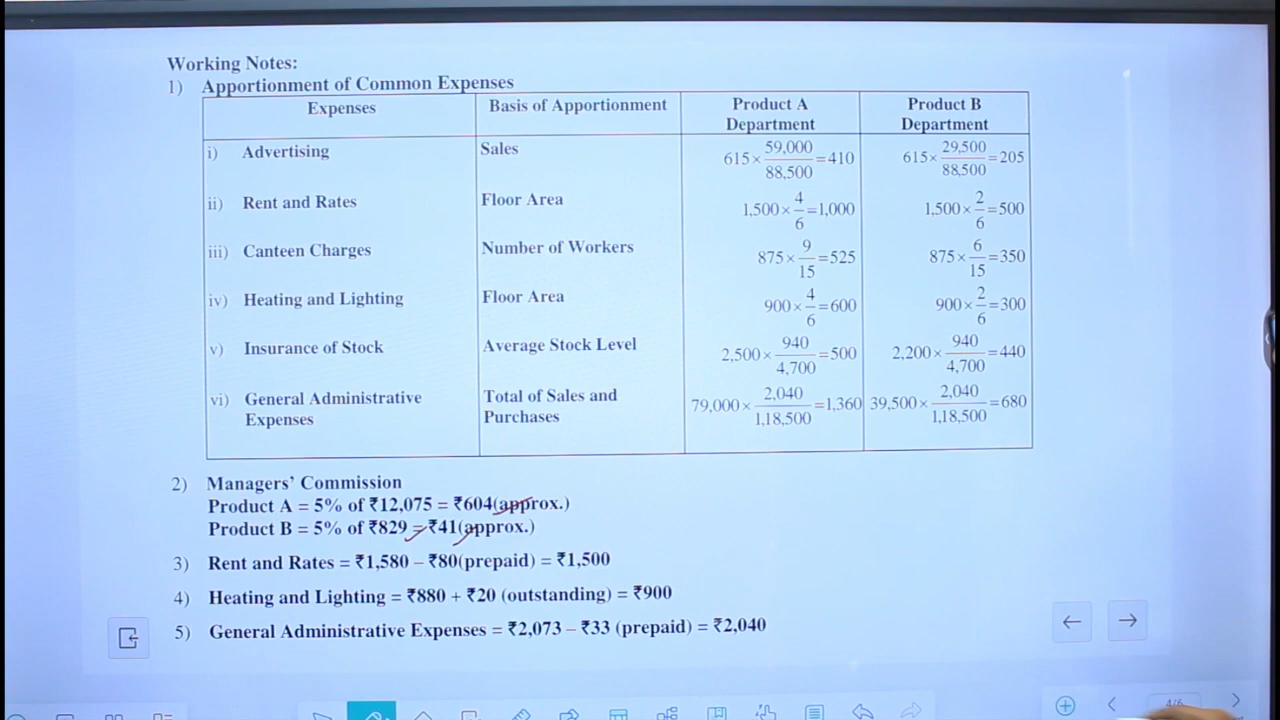 Working Notes:
1) Apportionment of Common Expenses
Expenses Basis of Apportionment Product A Department Product B Department
i) Advertising Sales 615×59,000/88,500=410 615×29,500/88,500=205
ii) Rent and Rates Floor Area 1,500×4/6=1,000 1,500×2/6=500
iii) Canteen Charges Number of Workers 875×9/15=525 875×6/15=350
iv) Heating and Lighting Floor Area 900×4/6=600 900×2/6=300
v) Insurance of Stock Average Stock Level 2,500×940/4,700=500 2,200×940/4,700=440
vi) General Administrative Expenses Total of Sales and Purchases 79,000×2,040/1,18,500=1,360 39,500×2,040/1,18,500=680
2) Managers’ Commission
Product A = 5% of ₹12,075 = ₹604(approx.)
Product B = 5% of ₹829 = ₹41(approx.)
3) Rent and Rates = ₹1,580 – ₹80(prepaid) = ₹1,500
4) Heating and Lighting = ₹880 + ₹20 (outstanding) = ₹900
5) General Administrative Expenses = ₹2,073 – ₹33 (prepaid) = ₹2,040